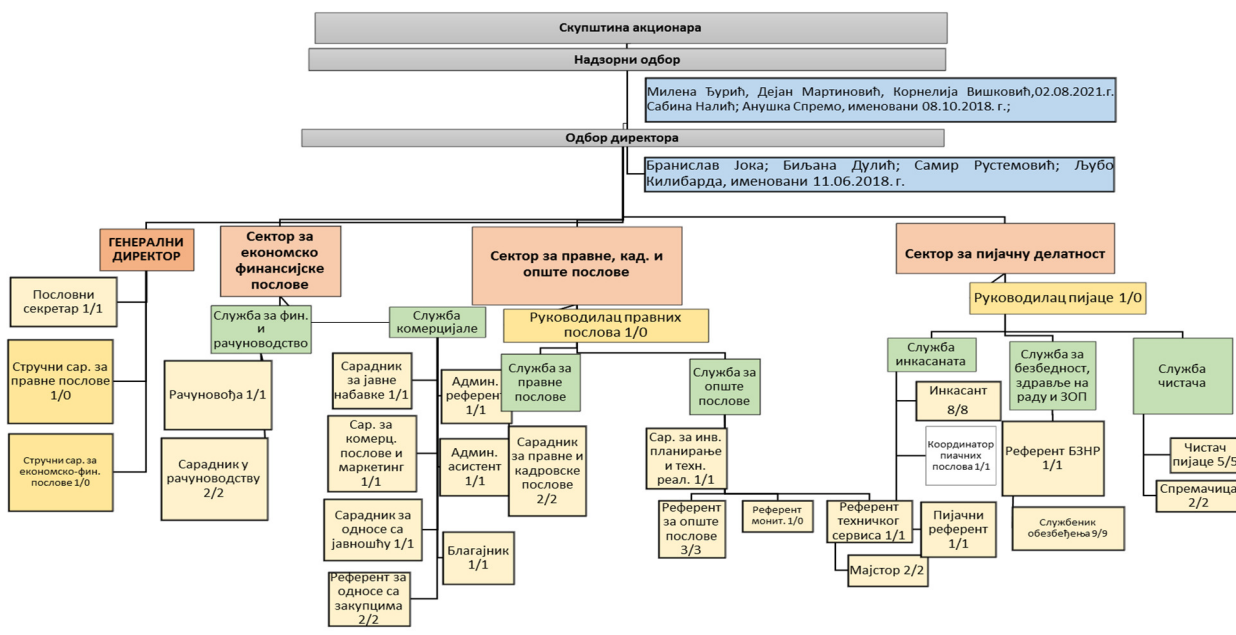 Скупштина акционара
Надзорни одбор
Милена Ђурић, Дејан Мартиновић, Корнелија Вишковић,02.08.2021.г.
Сабина Налић; Анушка Спремо, именовани 08.10.2018. г.;
Одбор директора
Бранислав Јока; Биљана Дулић; Самир Рустемовић; Љубо
Килибарда, именовани 11.06.2018. г.
ГЕНЕРАЛНИ
ДИРЕКТОР
Пословни
секретар 1/1
Стручни сар. за
правне послове
1/0
Стручни сар. за
економско-фин.
послове 1/0
Сектор за
економско
финансијске
послове
Служба за фин.
и
рачуноводство
Рачуновођа 1/1
Сарадник у
рачуноводству
2/2
Служба
комерцијале
Сарадник
за јавне
набавке 1/1
Сар. за
комерц.
послове и
маркетинг
1/1
Сарадник за
односе са
јавношћу 1/1
Референт за
односе са
закупцима
2/2
Админ.
референт
1/1
Админ.
асистент
1/1
Благајник
1/1
Сектор за правне, кад. и
опште послове
Руководилац правних
послова 1/0
Служба за
правне
послове
Сарадник
за правне и
кадровске
послове 2/2
Служба за
опште
послове
Сар. за инв.
планирање
и техн.
реал. 1/1
Референт
за опште
послове
3/3
Референт
монит. 1/0
Референт
техничког
сервиса 1/1
Мајстор 2/2
Сектор за пијачну делатност
Руководилац пијаце 1/0
Служба
инкасаната
Инкасант
8/8
Координатор
пиачних
послова 1/1
Пијачни
референт
1/1
Служба за
безбедност,
здравље на
раду и ЗОП
Референт БЗНР
1/1
Службеник
обезбеђења 9/9
Служба
чистача
Чистач
пијаце 5/5
Спремачица
2/2